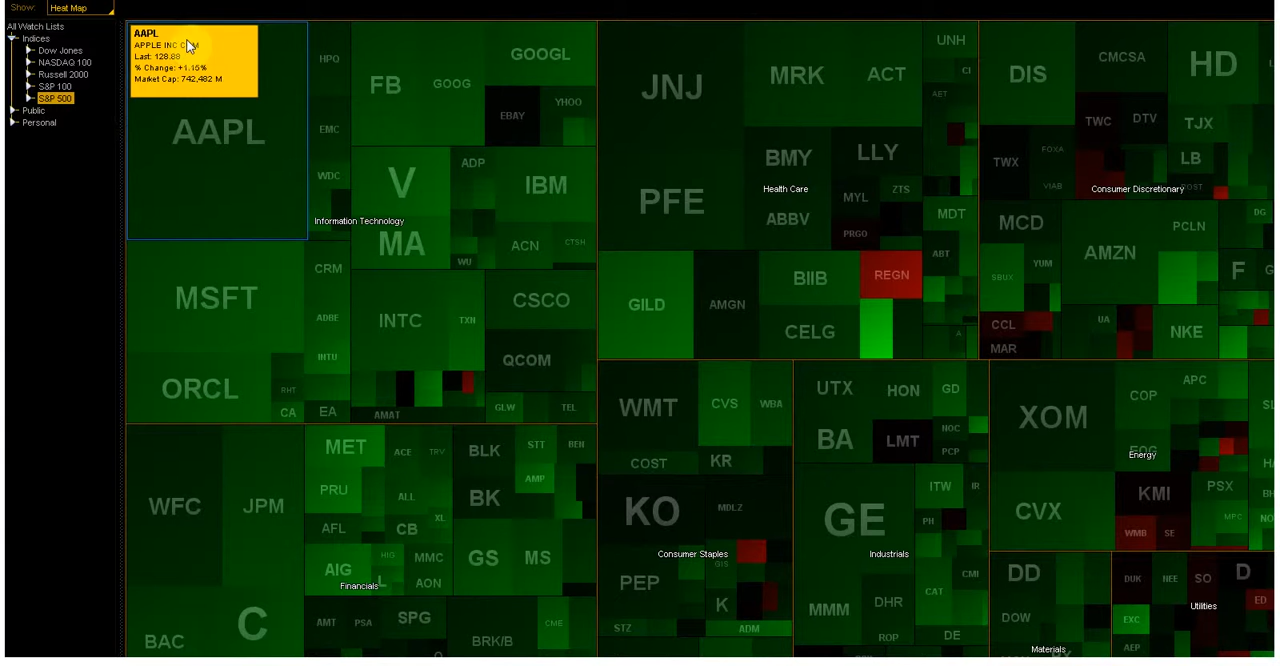 Show:
Heat Map
All Watch Lists
Indices
Dow Jones
NASDAQ 100
Russell 2000
S&P 100
S&P 500
Public
Personal
AAPL
APPLE INC
Last: 128.88
% Change: +1.15%
Market Cap: 742,482 M
AAPL
HPQ
EMC
WDC
FB
GOOG
GOOGL
EBAY
YHOO
V
MA
ADP
IBM
ACN
CTSH
WU
Information Technology
MSFT
ORCL
CRM
ADBE
INTU
RHT
CA
EA
INTC
TXN
CSCO
QCOM
AMAT
GLW
TEL
JNJ
PFE
MRK
ACT
BMY
ABBV
LLY
MYL
ZTS
PRGO
Health Care
UNH
CI
AET
MDT
ABT
A
GILD
AMGN
BIIB
CELG
REGN
DIS
CMCSA
HD
TWC
DTV
TJX
TWX
FOXA
VIAB
LB
COST
Consumer Discretionary
DG
MCD
SBUX
YUM
AMZN
PCLN
F
CCL
MAR
UA
NKE
WFC
JPM
BAC
C
MET
PRU
ACE
TRV
ALL
XL
AFL
CB
AIG
HIG
MMC
AON
Financials
BLK
BK
STT
BEN
AMP
GS
MS
AMT
PSA
SPG
BRK/B
CME
WMT
CVS
WBA
COST
KR
KO
MDLZ
Consumer Staples
GIS
PEP
K
STZ
ADM
UTX
HON
GD
BA
LMT
NOC
PCP
GE
ITW
IR
PH
Industrials
MMM
DHR
ROP
CAT
CMI
DE
XOM
CVX
COP
APC
EOG
Energy
KMI
PSX
MPC
WMB
SE
DD
DOW
Materials
DUK
NEE
SO
D
Utilities
ED
EXC
AEP